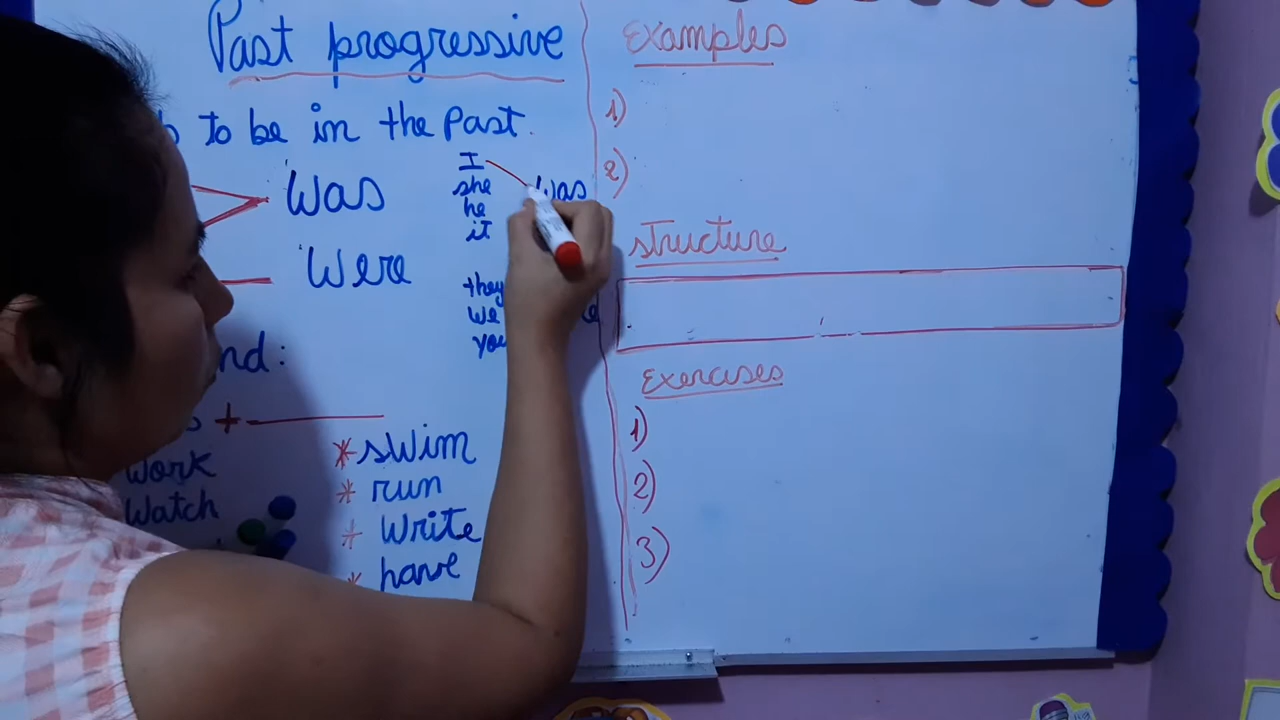 Past progressive
to be in the Past.
Was
Were
I
she
he
it
was
they
we
you
+
* swim
* run
+ write
* have
Work
Watch
Examples
1)
2)
structure
Exercises
1)
2)
3)